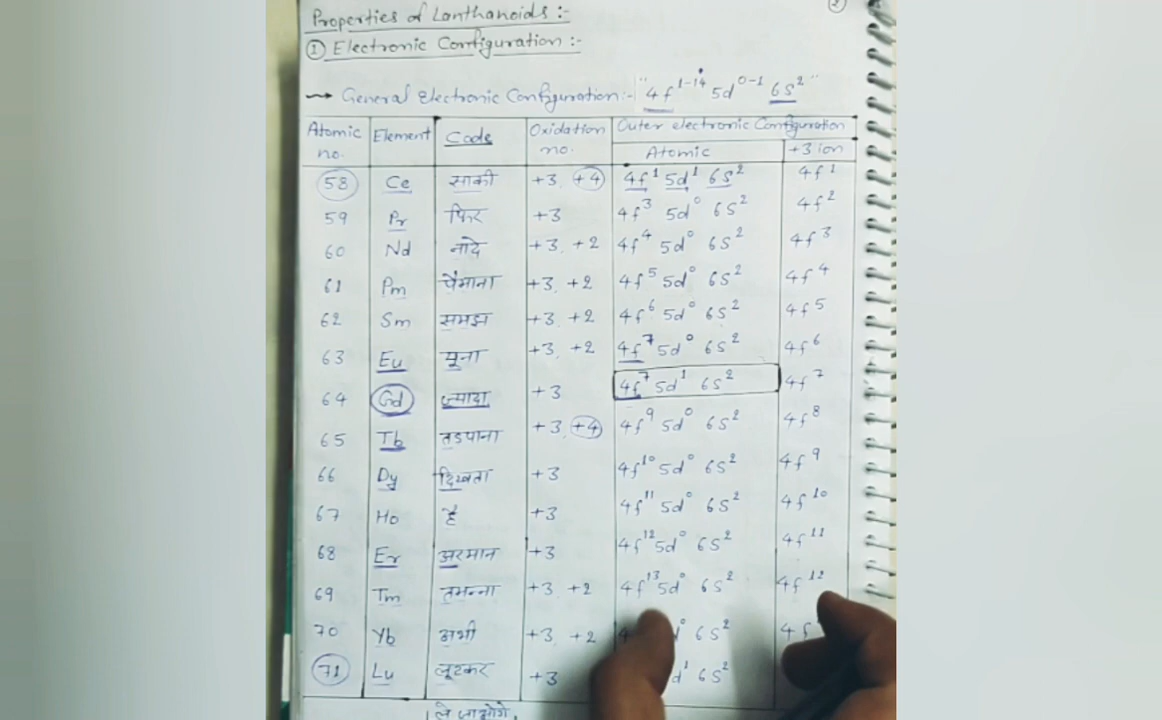 Properties of Lanthanoids :-
① Electronic Configuration :-
→ General Electronic Configuration:- "4f¹⁻¹⁴ 5d⁰⁻¹ 6s²"
Atomic no. Element Code Oxidation no. Outer electronic Configuration
Atomic +3 ion
58 Ce साकी +3, +4 4f¹ 5d¹ 6s² 4f¹
59 Pr फिर +3 4f³ 5d⁰ 6s² 4f²
60 Nd नादे +3, +2 4f⁴ 5d⁰ 6s² 4f³
61 Pm पैमाना +3, +2 4f⁵ 5d⁰ 6s² 4f⁴
62 Sm समझ +3, +2 4f⁶ 5d⁰ 6s² 4f⁵
63 Eu यूना +3, +2 4f⁷ 5d⁰ 6s² 4f⁶
64 Gd ज्यादा +3 4f⁷ 5d¹ 6s² 4f⁷
65 Tb तड़पाना +3, +4 4f⁹ 5d⁰ 6s² 4f⁸
66 Dy दिखता +3 4f¹⁰ 5d⁰ 6s² 4f⁹
67 Ho है +3 4f¹¹ 5d⁰ 6s² 4f¹⁰
68 Er अरमान +3 4f¹² 5d⁰ 6s² 4f¹¹
69 Tm तमन्ना +3, +2 4f¹³ 5d⁰ 6s² 4f¹²
70 Yb अभी +3, +2 6s² 4f
71 Lu लूटकर +3 d¹ 6s²
ले जाओगे